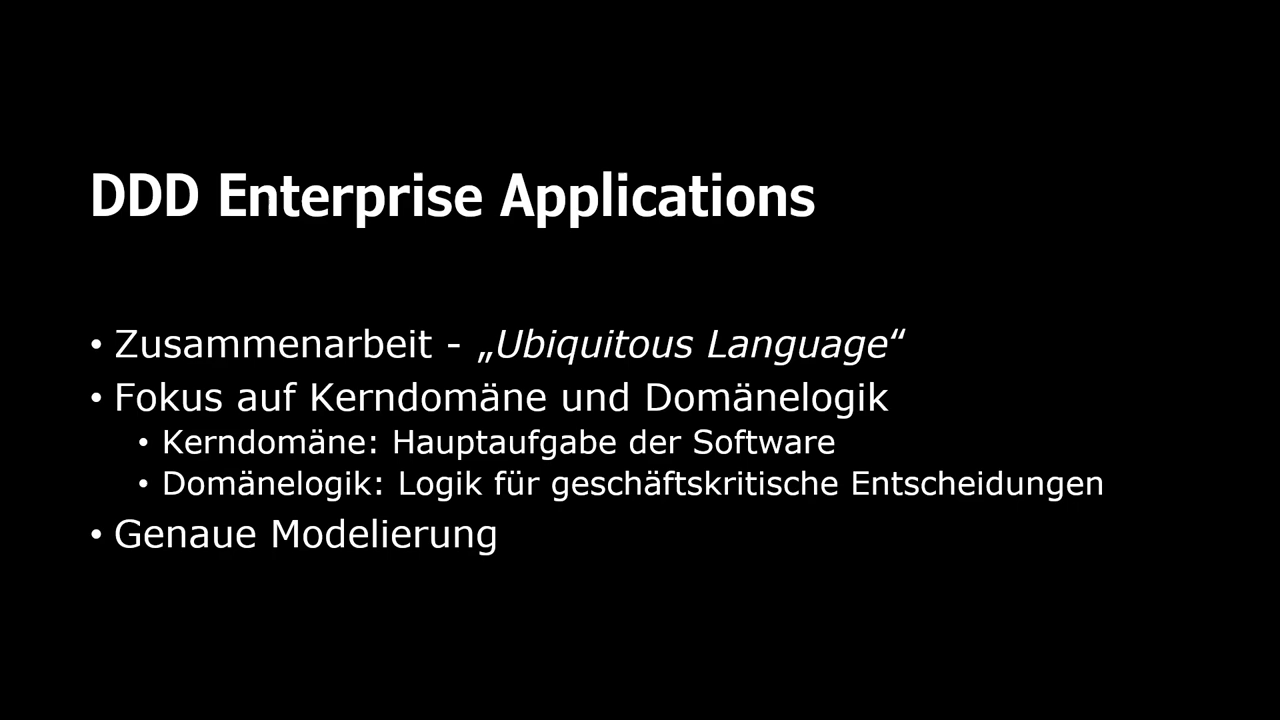 DDD Enterprise Applications
• Zusammenarbeit - „Ubiquitous Language“
• Fokus auf Kerndomäne und Domänelogik
• Kerndomäne: Hauptaufgabe der Software
• Domänelogik: Logik für geschäftskritische Entscheidungen
• Genaue Modelierung